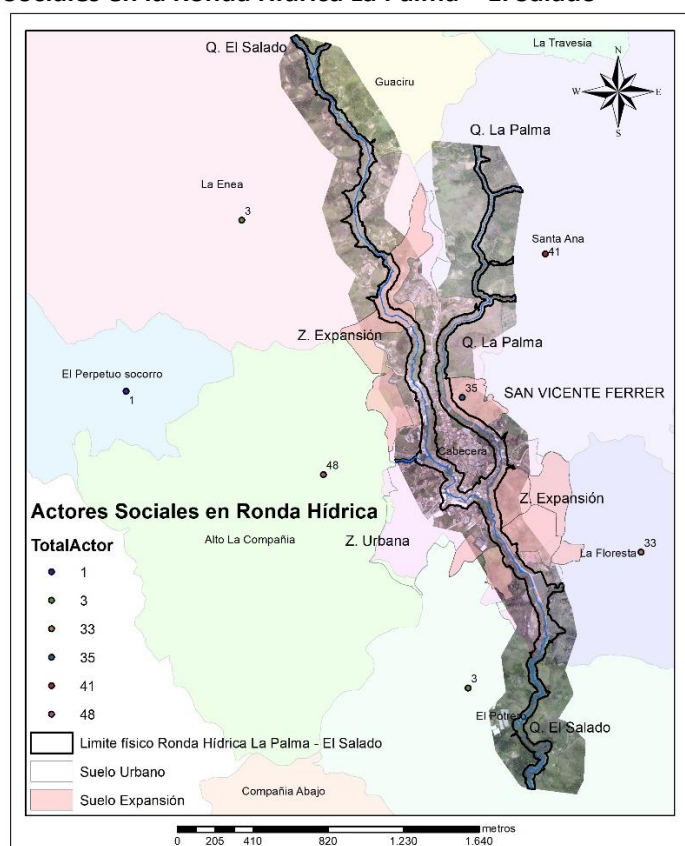 Sociales en la Ronda Hídrica La Palma – El Salado
Q. El Salado
La Travesia
N
Guaciru
W
E
S
Q. La Palma
La Enea
3
Santa Ana
41
Z. Expansión
Q. La Palma
El Perpetuo socorro
1
35
SAN VICENTE FERRER
48
Cabecera
Actores Sociales en Ronda Hídrica
Z. Expansión
TotalActor
Alto La Compañia
Z. Urbana
33
La Floresta
1
3
33
35
41
48
3
El Potrero
Q. El Salado
Limite físico Ronda Hídrica La Palma - El Salado
Suelo Urbano
Suelo Expansión
Compañia Abajo
metros
0 205 410 820 1.230 1.640